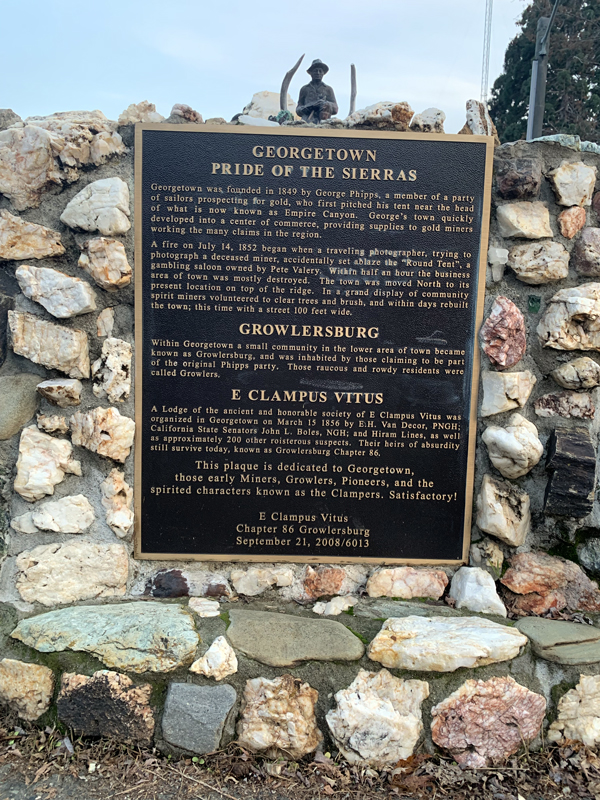 GEORGETOWN
PRIDE OF THE SIERRAS
Georgetown was founded in 1849 by George Phipps, a member of a party
of sailors prospecting for gold, who first pitched his tent near the head
of what is now known as Empire Canyon. George's town quickly
developed into a center of commerce, providing supplies to gold miners
working the many claims in the region.
A fire on July 14, 1852 began when a traveling photographer, trying to
photograph a deceased miner, accidentally set ablaze the "Round Tent", a
gambling saloon owned by Pete Valery. Within half an hour the business
area of town was mostly destroyed. The town was moved North to its
present location on top of the ridge. In a grand display of community
spirit miners volunteered to clear trees and brush, and within days rebuilt
the town; this time with a street 100 feet wide.
GROWLERSBURG
Within Georgetown a small community in the lower area of town became
known as Growlersburg, and was inhabited by those claiming to be part
of the original Phipps party. Those raucous and rowdy residents were
called Growlers.
E CLAMPUS VITUS
A Lodge of the ancient and honorable society of E Clampus Vitus was
organized in Georgetown on March 15 1856 by E.H. Van Decor, PNGH;
California State Senators John L. Boles, NGH; and Hiram Lines, as well
as approximately 200 other roisterous suspects. Their heirs of absurdity
still survive today, known as Growlersburg Chapter 86.
This plaque is dedicated to Georgetown,
those early Miners, Growlers, Pioneers, and the
spirited characters known as the Clampers. Satisfactory!
E Clampus Vitus
Chapter 86 Growlersburg
September 21, 2008/6013